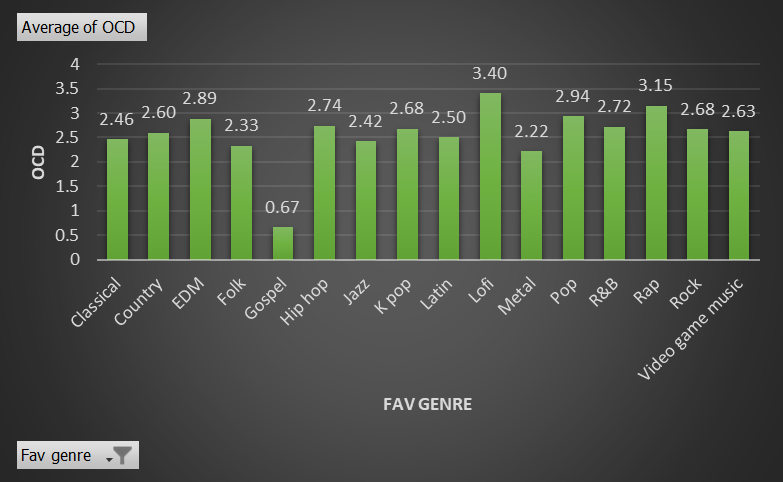 Average of OCD
4
3.5
3
2.5
2
1.5
1
0.5
0
OCD
2.46
2.60
2.89
2.33
0.67
2.74
2.42
2.68
2.50
3.40
2.22
2.94
2.72
3.15
2.68
2.63
Classical
Country
EDM
Folk
Gospel
Hip hop
Jazz
K pop
Latin
Lofi
Metal
Pop
R&B
Rap
Rock
Video game music
FAV GENRE
Fav genre